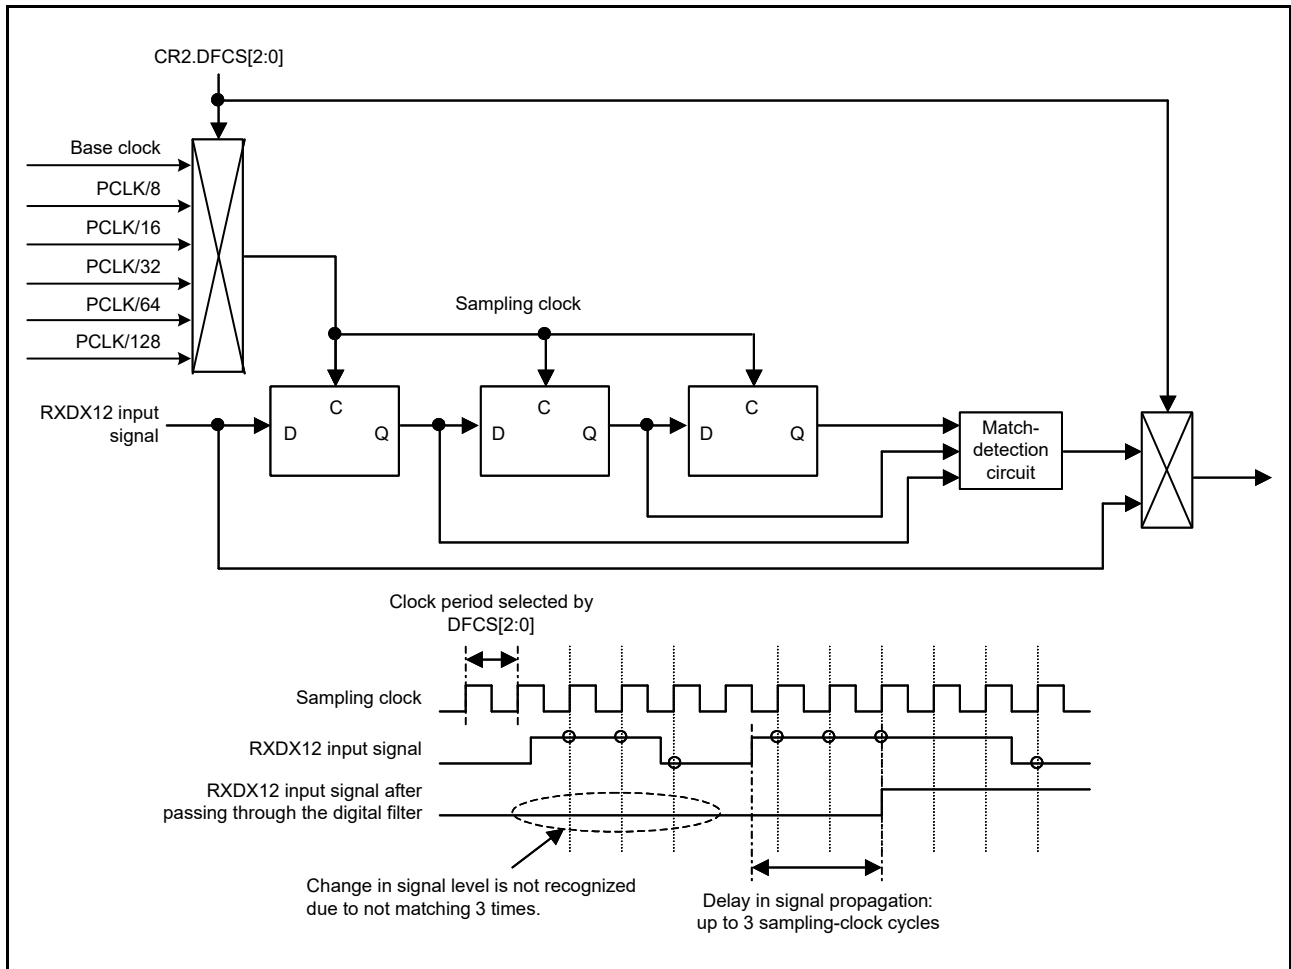 CR2.DFCS[2:0]
Base clock
PCLK/8
PCLK/16
PCLK/32
PCLK/64
PCLK/128
Sampling clock
RXDX12 input
signal
C
D
Q
C
D
Q
C
D
Q
Match-
detection
circuit
Clock period selected by
DFCS[2:0]
Sampling clock
RXDX12 input signal
RXDX12 input signal after
passing through the digital filter
Change in signal level is not recognized
due to not matching 3 times.
Delay in signal propagation:
up to 3 sampling-clock cycles